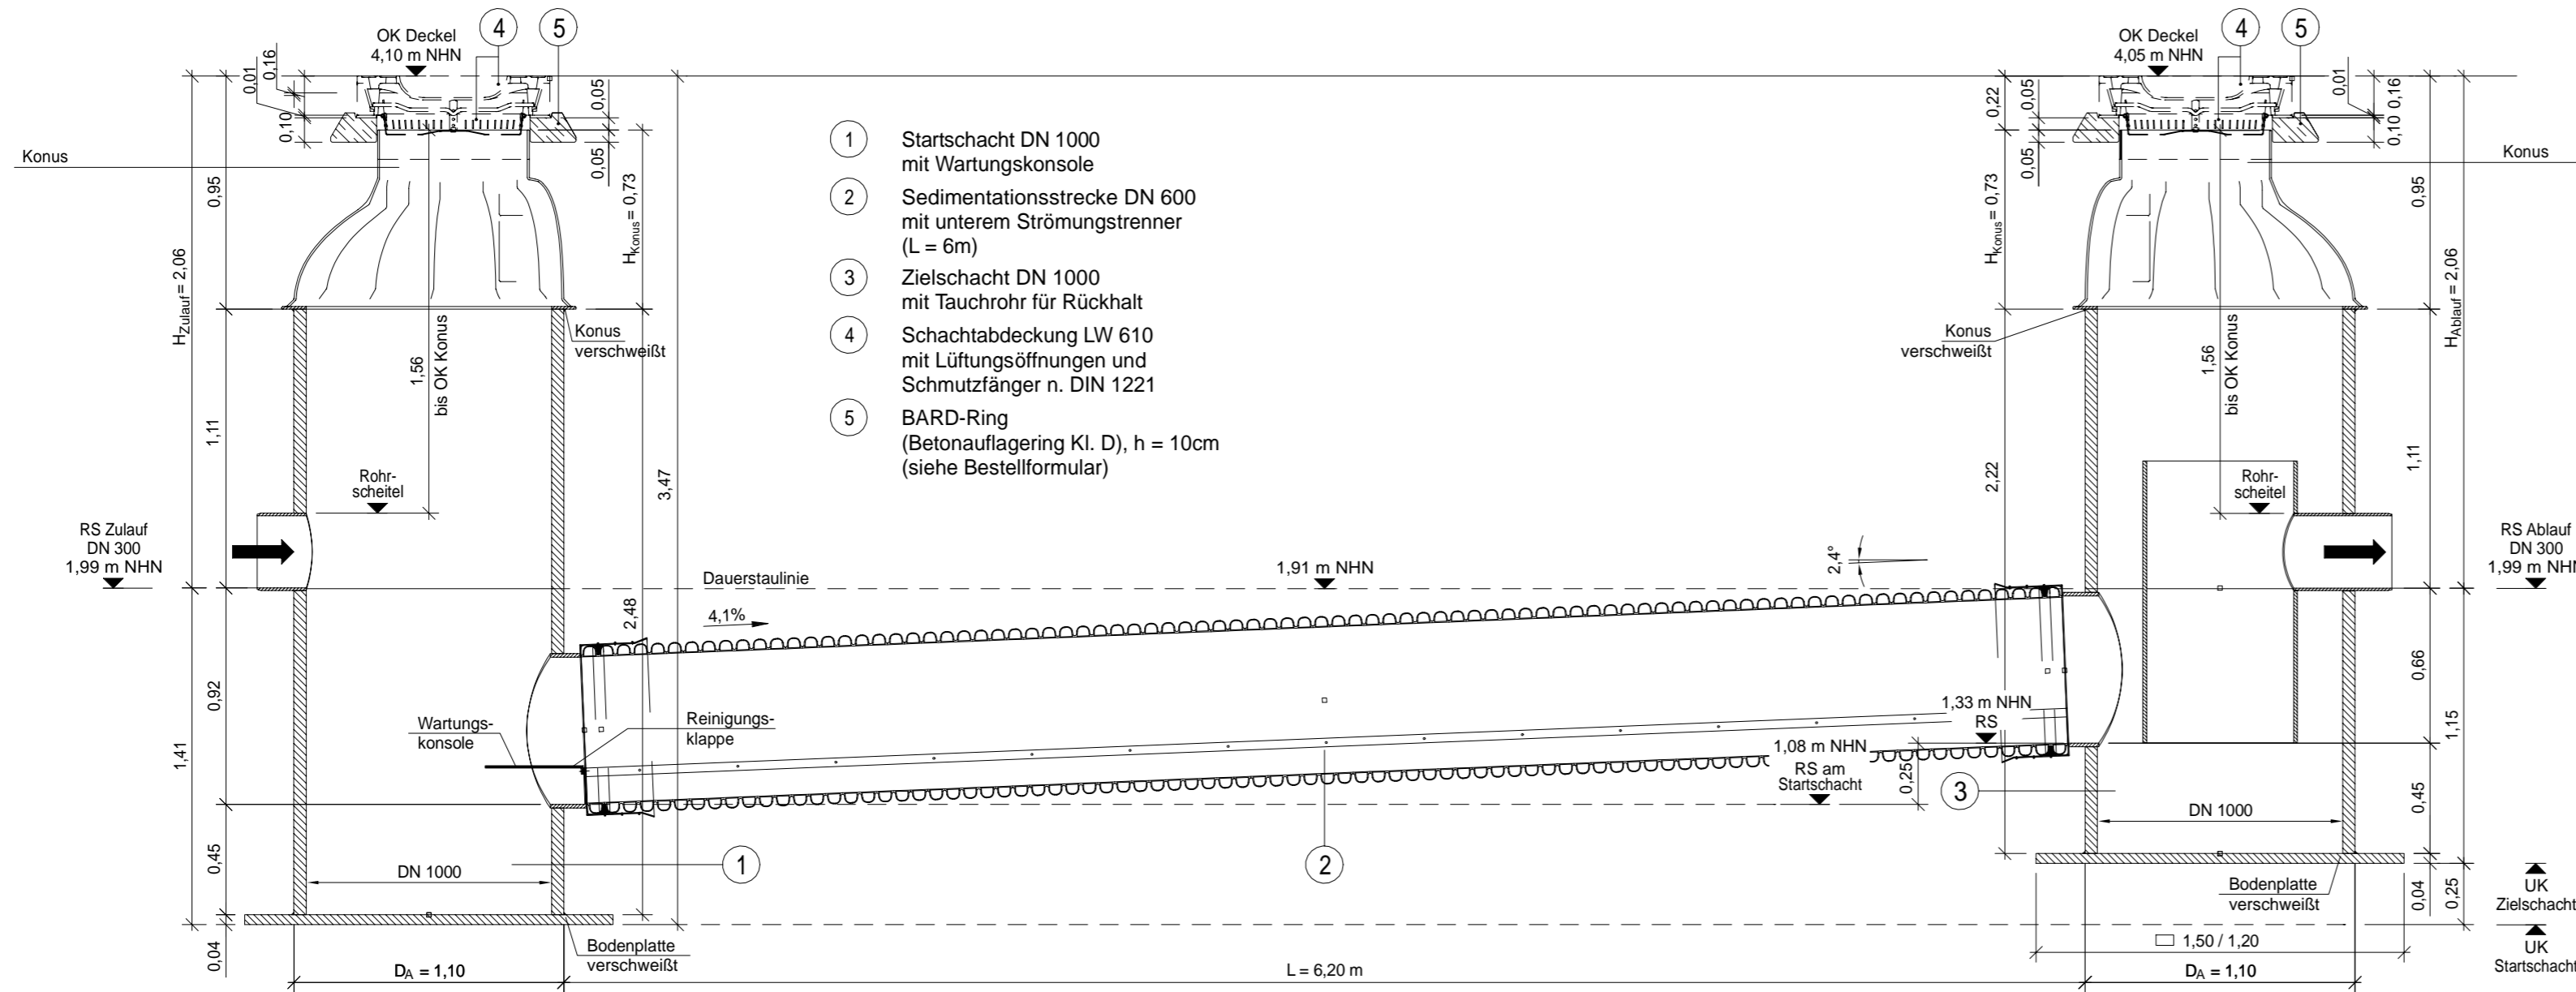 OK Deckel
4,10 m NHN
4
5
0,16
0,01
0,10
0,05
0,05
Konus
0,95
HKonus = 0,73
HZulauf = 2,06
Konus
verschweißt
1,56
bis OK Konus
1,11
3,47
Rohr-
scheitel
RS Zulauf
DN 300
1,99 m NHN
2,48
0,92
1,41
Wartungs-
konsole
Reinigungs-
klappe
0,45
DN 1000
1
0,04
Bodenplatte
verschweißt
DA = 1,10
1
Startschacht DN 1000
mit Wartungskonsole
2
Sedimentationsstrecke DN 600
mit unterem Strömungstrenner
(L = 6m)
3
Zielschacht DN 1000
mit Tauchrohr für Rückhalt
4
Schachtabdeckung LW 610
mit Lüftungsöffnungen und
Schmutzfänger n. DIN 1221
5
BARD-Ring
(Betonauflagering Kl. D), h = 10cm
(siehe Bestellformular)
Dauerstaulinie
4,1%
1,91 m NHN
2,4°
1,33 m NHN
RS
1,08 m NHN
RS am
Startschacht
0,25
2
3
L = 6,20 m
OK Deckel
4,05 m NHN
4
5
0,22
0,05
0,05
0,01
0,16
0,10
Konus
HKonus = 0,73
0,95
HAblauf = 2,06
Konus
verschweißt
1,56
bis OK Konus
2,22
1,11
Rohr-
scheitel
RS Ablauf
DN 300
1,99 m NHN
0,66
1,15
0,45
DN 1000
Bodenplatte
verschweißt
0,04
0,25
UK
Zielschacht
1,50 / 1,20
UK
Startschacht
DA = 1,10